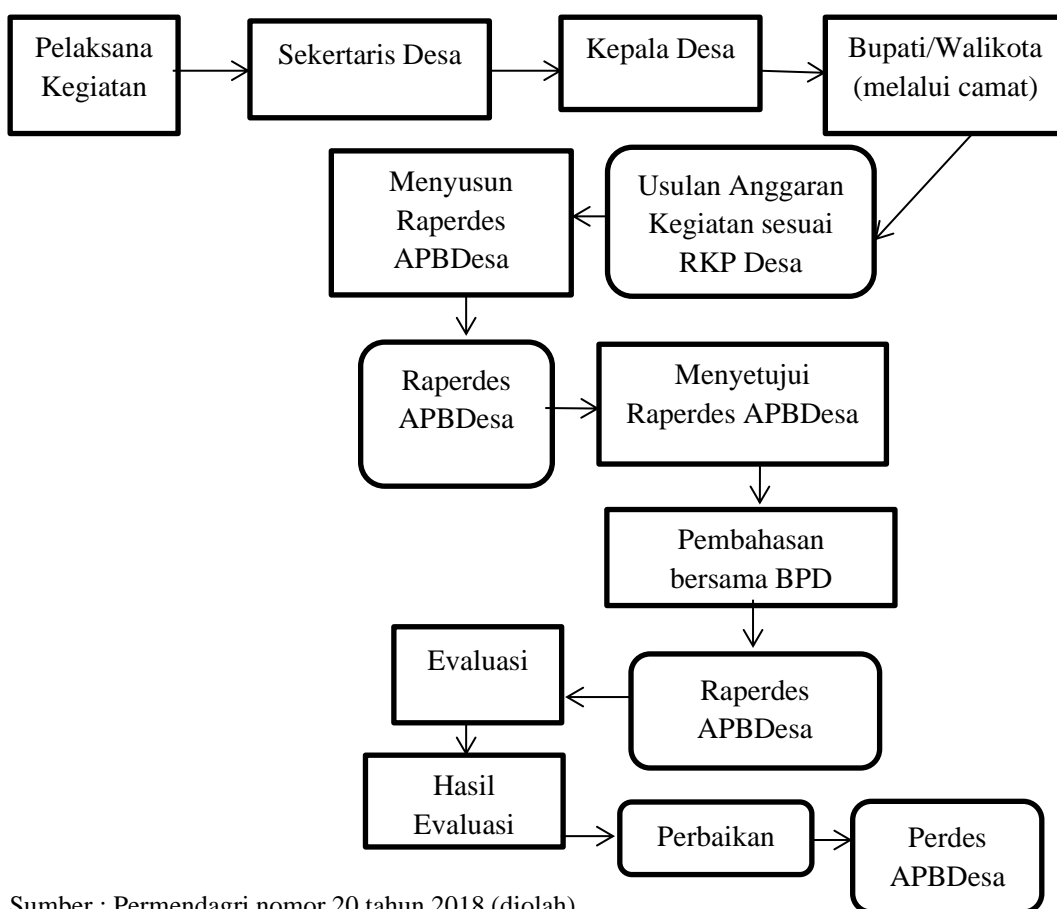 Pelaksana
Kegiatan
Sekertaris Desa
Kepala Desa
Bupati/Walikota
(melalui camat)
Usulan Anggaran
Kegiatan sesuai
RKP Desa
Menyusun
Raperdes
APBDesa
Raperdes
APBDesa
Menyetujui
Raperdes APBDesa
Pembahasan
bersama BPD
Raperdes
APBDesa
Evaluasi
Hasil
Evaluasi
Perbaikan
Perdes
APBDesa
Sumber : Permendagri nomor 20 tahun 2018 (diolah)